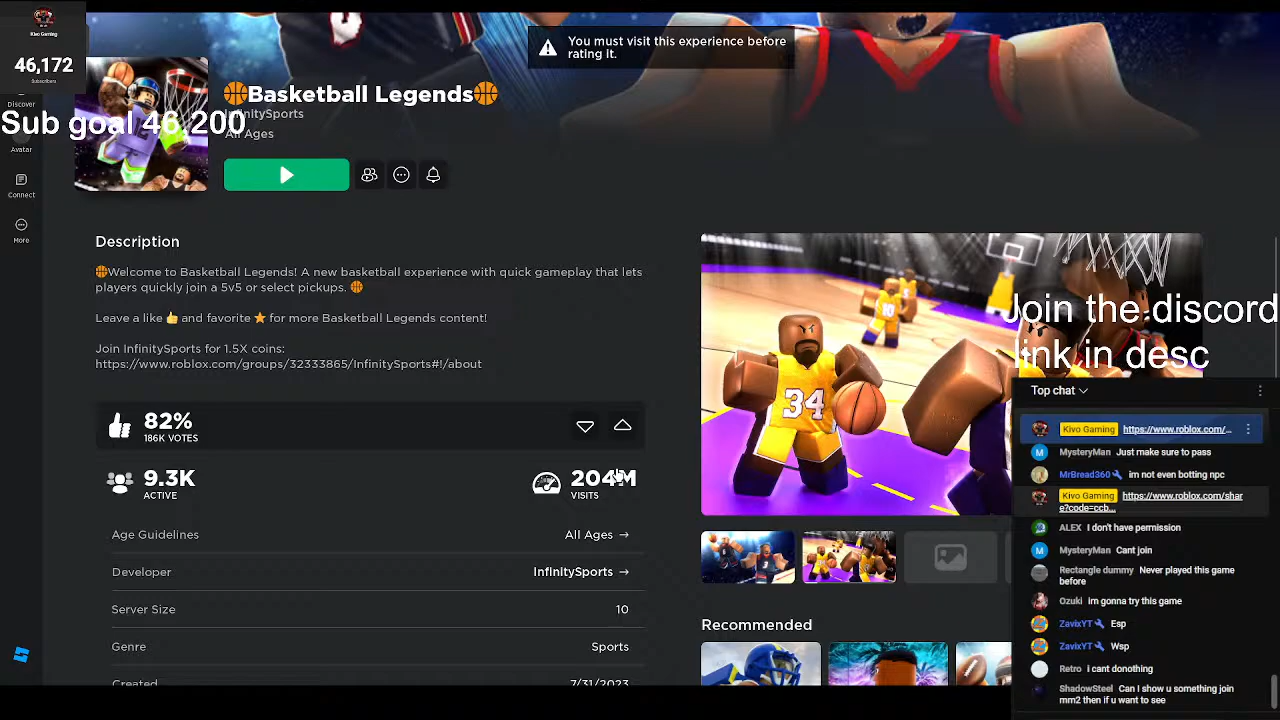 Kivo Gaming
46,172
Subscribers
Discover
Sub goal 46,200
Avatar
Connect
More
You must visit this experience before
rating it.
🏀Basketball Legends🏀
InfinitySports
All Ages
Description
🏀Welcome to Basketball Legends! A new basketball experience with quick gameplay that lets
players quickly join a 5v5 or select pickups. 🏀
Leave a like 👍 and favorite ⭐ for more Basketball Legends content!
Join InfinitySports for 1.5X coins:
https://www.roblox.com/groups/32333865/InfinitySports#!/about
82%
186K VOTES
9.3K
ACTIVE
204M
VISITS
Age Guidelines
All Ages →
Developer
InfinitySports →
Server Size
10
Genre
Sports
Created
7/31/2023
34
10
Recommended
Join the discord
link in desc
Top chat
Kivo Gaming https://www.roblox.com/...
MysteryMan Just make sure to pass
MrBread360 im not even botting npc
Kivo Gaming https://www.roblox.com/shar
e?code=ccb...
ALEX I don't have permission
MysteryMan Cant join
Rectangle dummy Never played this game
before
Ozuki im gonna try this game
ZavixYT Esp
ZavixYT Wsp
Retro i cant donothing
ShadowSteel Can I show u something join
mm2 then if u want to see